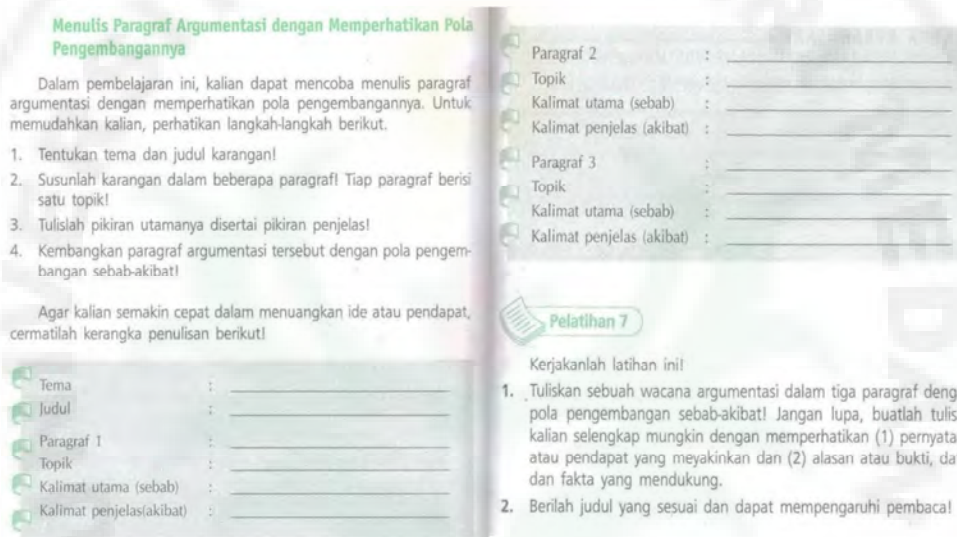 Menulis Paragraf Argumentasi dengan Memperhatikan Pola
Pengembangannya
Dalam pembelajaran ini, kalian dapat mencoba menulis paragraf
argumentasi dengan memperhatikan pola pengembangannya. Untuk
memudahkan kalian, perhatikan langkah-langkah berikut.
1. Tentukan tema dan judul karangan!
2. Susunlah karangan dalam beberapa paragraf! Tiap paragraf berisi
satu topik!
3. Tulislah pikiran utamanya disertai pikiran penjelas!
4. Kembangkan paragraf argumentasi tersebut dengan pola pengem-
bangan sebab-akibat!
Agar kalian semakin cepat dalam menuangkan ide atau pendapat,
cermatilah kerangka penulisan berikut!
Tema :
Judul :
Paragraf 1 :
Topik :
Kalimat utama (sebab) :
Kalimat penjelas(akibat) :
Paragraf 2 :
Topik :
Kalimat utama (sebab) :
Kalimat penjelas (akibat) :
Paragraf 3 :
Topik :
Kalimat utama (sebab) :
Kalimat penjelas (akibat) :
Pelatihan 7
Kerjakanlah latihan ini!
1. Tuliskan sebuah wacana argumentasi dalam tiga paragraf deng
pola pengembangan sebab-akibat! Jangan lupa, buatlah tulis
kalian selengkap mungkin dengan memperhatikan (1) pernyata
atau pendapat yang meyakinkan dan (2) alasan atau bukti, da
dan fakta yang mendukung.
2. Berilah judul yang sesuai dan dapat mempengaruhi pembaca!